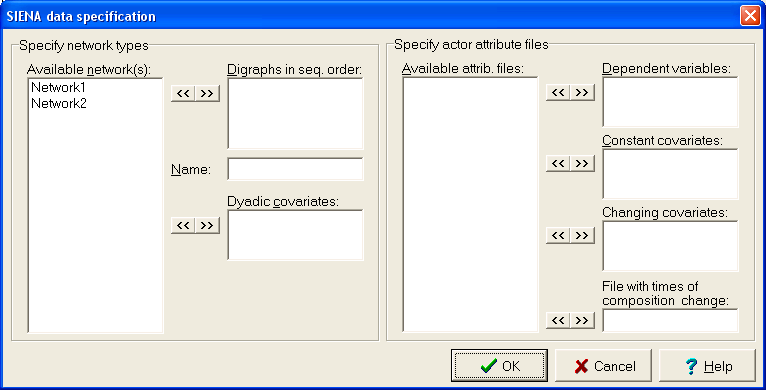 SIENA data specification
Specify network types
Available network(s):
Network1
Network2
<< >>
Digraphs in seq. order:
Name:
<< >>
Dyadic covariates:
Specify actor attribute files
Available attrib. files:
<< >>
Dependent variables:
<< >>
Constant covariates:
<< >>
Changing covariates:
<< >>
File with times of
composition change:
OK
Cancel
? Help